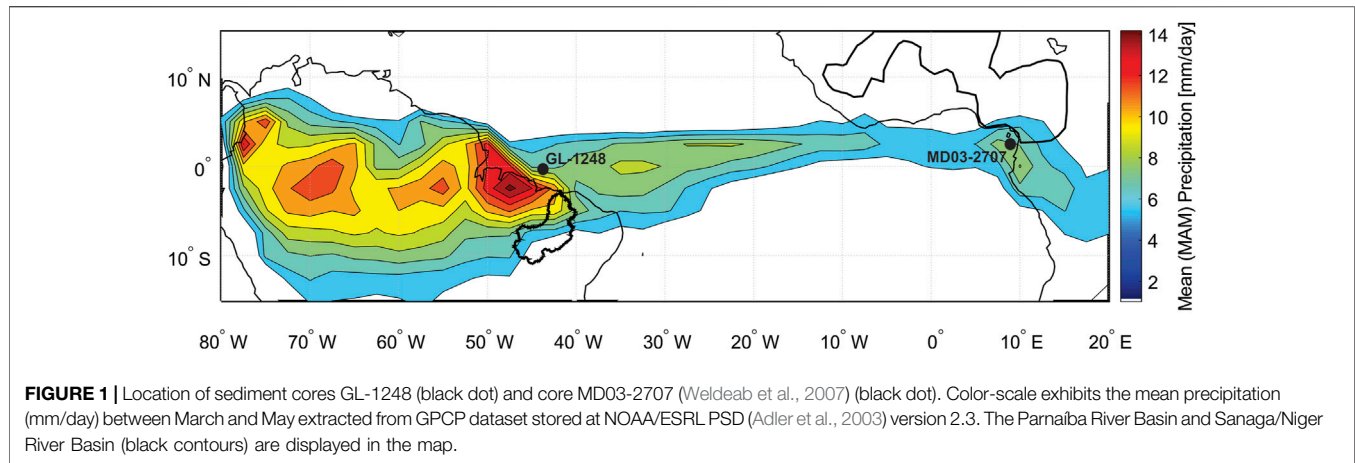 14
12
10
8
6
4
2
Mean (MAM) Precipitation [mm/day]
10° N
0°
10° S
GL-1248
MD03-2707
80° W 70° W 60° W 50° W 40° W 30° W 20° W 10° W 0° 10° E 20° E
FIGURE 1 | Location of sediment cores GL-1248 (black dot) and core MD03-2707 (Weldeab et al., 2007) (black dot). Color-scale exhibits the mean precipitation
(mm/day) between March and May extracted from GPCP dataset stored at NOAA/ESRL PSD (Adler et al., 2003) version 2.3. The Parnaíba River Basin and Sanaga/Niger
River Basin (black contours) are displayed in the map.